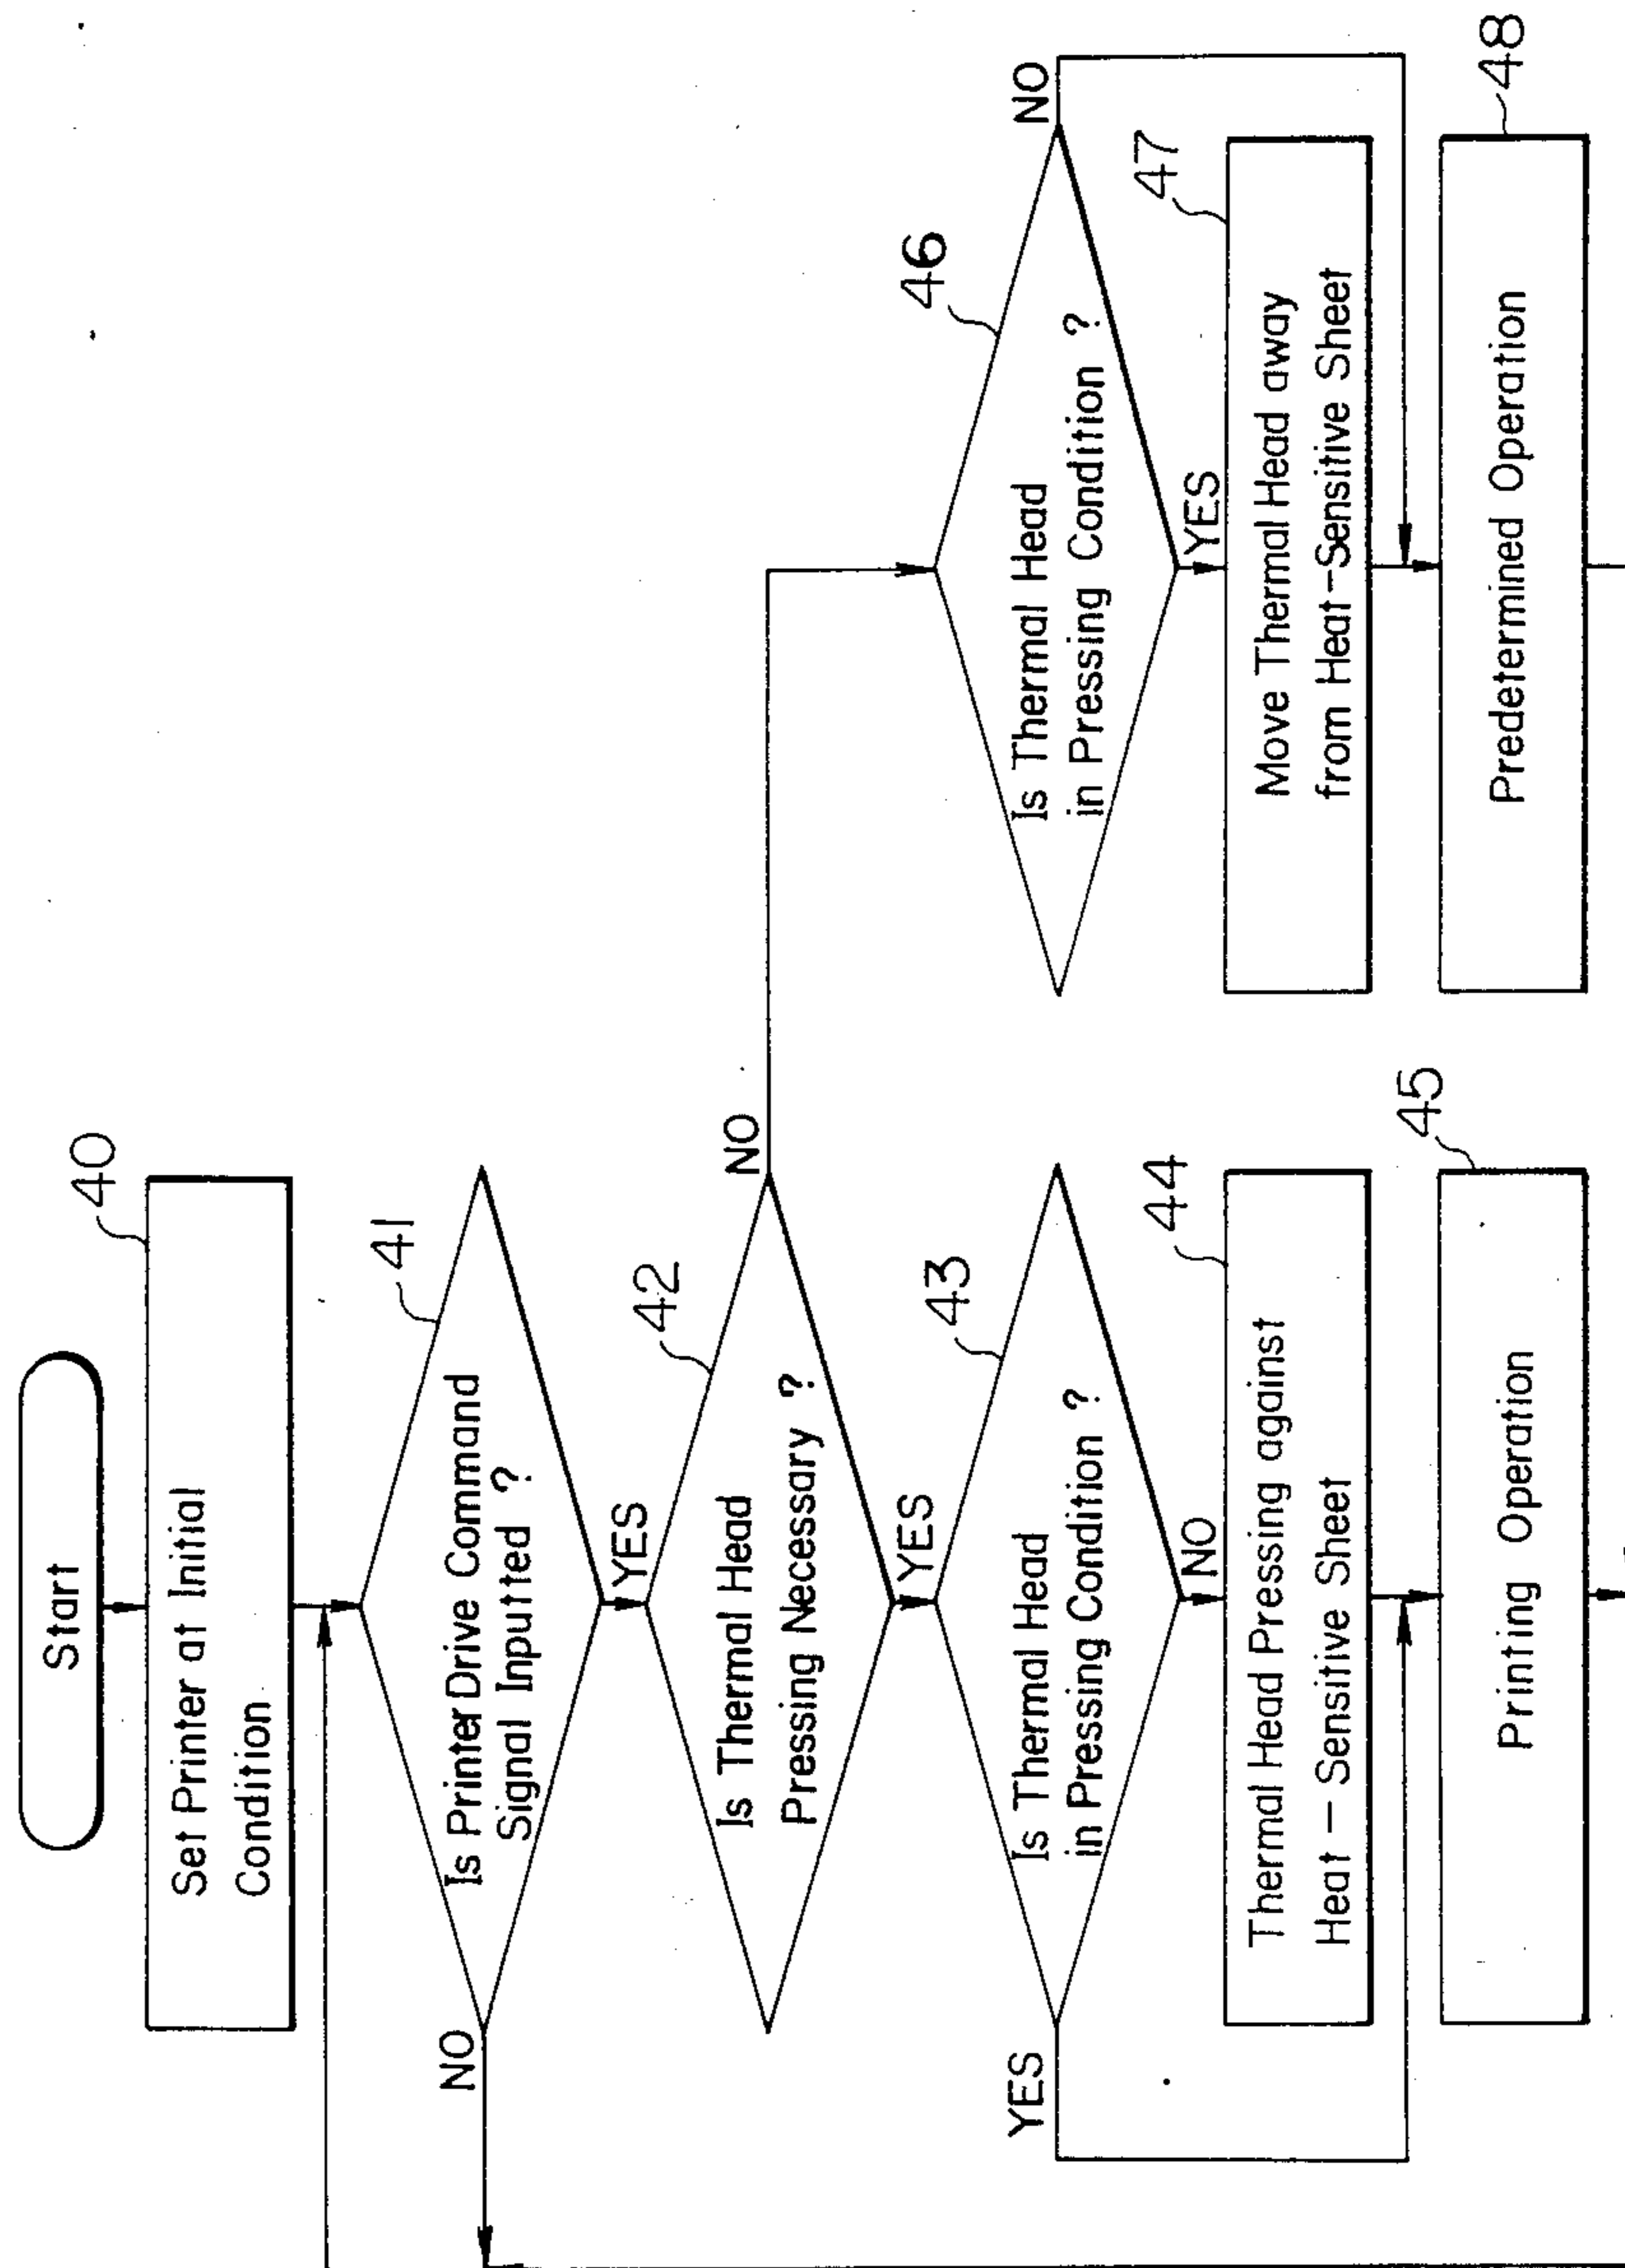 Start
40
Set Printer at Initial
Condition
41
Is Printer Drive Command
Signal Inputted ?
NO
YES
42
Is Thermal Head
Pressing Necessary ?
NO
YES
43
Is Thermal Head
in Pressing Condition ?
YES
NO
44
Thermal Head Pressing against
Heat - Sensitive Sheet
45
Printing Operation
46
Is Thermal Head
in Pressing Condition ?
NO
YES
47
Move Thermal Head away
from Heat-Sensitive Sheet
48
Predetermined Operation